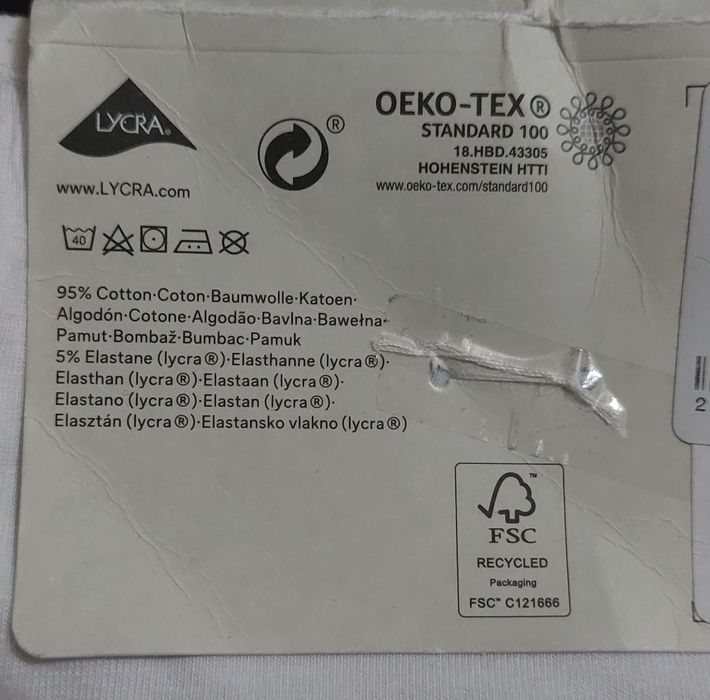 LYCRA®
www.LYCRA.com
®
OEKO-TEX®
STANDARD 100
18.HBD.43305
HOHENSTEIN HTTI
www.oeko-tex.com/standard100
40
95% Cotton·Coton·Baumwolle·Katoen·
Algodón·Cotone·Algodão·Bavlna·Bawełna·
Pamut·Bombaž·Bumbac·Pamuk
5% Elastane (lycra®)·Elasthanne (lycra®)·
Elasthan (lycra®)·Elastaan (lycra®)·
Elastano (lycra®)·Elastan (lycra®)·
Elasztán (lycra®)·Elastansko vlakno (lycra®)
2
™
FSC
RECYCLED
Packaging
FSC™ C121666